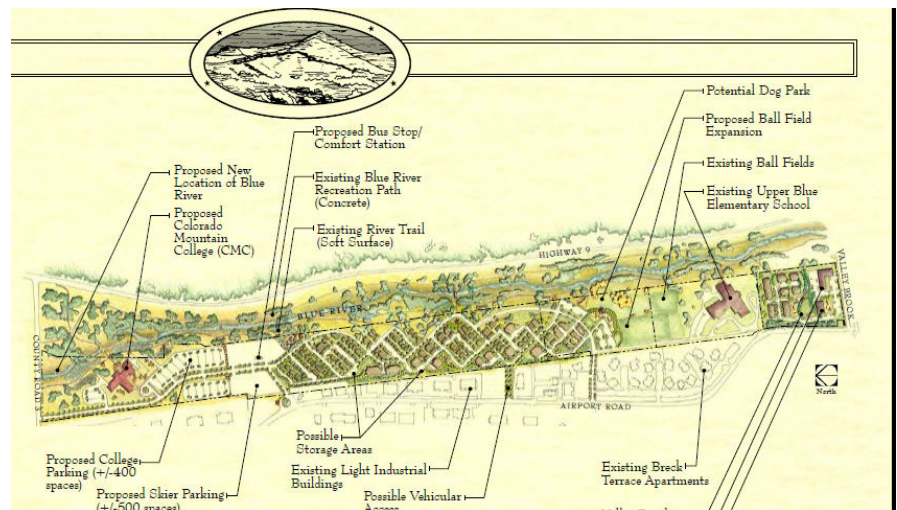 Potential Dog Park
Proposed Ball Field
Expansion
Proposed Bus Stop/
Comfort Station
Existing Ball Fields
Proposed New
Location of Blue
River
Existing Blue River
Recreation Path
(Concrete)
Existing Upper Blue
Elementary School
Proposed
Colorado
Mountain
College (CMC)
Existing River Trail
(Soft Surface)
HIGHWAY 9
VALLEY BROOK
BLUE RIVER
COUNTY ROAD 3
North
AIRPORT ROAD
Possible
Storage Areas
Proposed College
Parking (+/-400
spaces)
Existing Light Industrial
Buildings
Existing Breck
Terrace Apartments
Proposed Skier Parking
(+/-500 spaces)
Possible Vehicular
Access